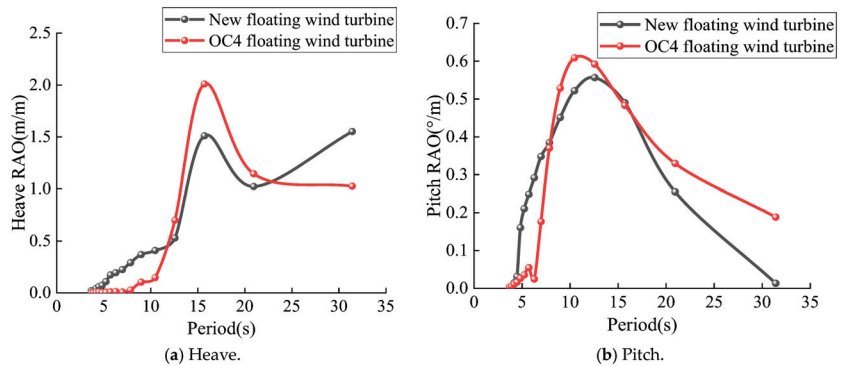 New floating wind turbine
OC4 floating wind turbine
2.5
2.0
1.5
1.0
0.5
0.0
Heave RAO(m/m)
0 5 10 15 20 25 30 35
Period(s)
(a) Heave.
New floating wind turbine
OC4 floating wind turbine
0.7
0.6
0.5
0.4
0.3
0.2
0.1
0.0
Pitch RAO(°/m)
0 5 10 15 20 25 30 35
Period(s)
(b) Pitch.